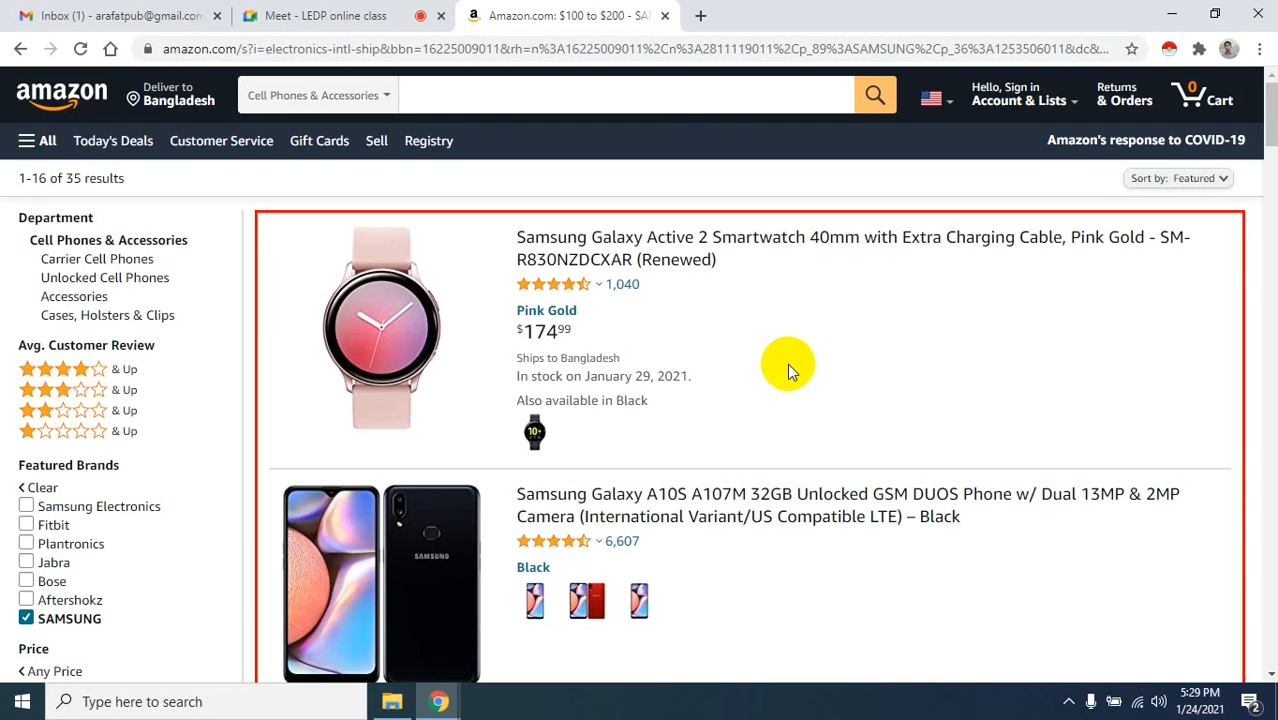 Inbox (1) - arafatpub@gmail.com
Meet - LEDP online class
Amazon.com: $100 to $200 - SAM
amazon.com/s?i=electronics-intl-ship&bbn=16225009011&rh=n%3A16225009011%2Cn%3A2811119011%2Cp_89%3ASAMSUNG%2Cp_36%3A1253506011&dc&...
amazon
Deliver to
Bangladesh
Cell Phones & Accessories
Hello, Sign in
Account & Lists
Returns
& Orders
0
Cart
All
Today's Deals
Customer Service
Gift Cards
Sell
Registry
Amazon's response to COVID-19
1-16 of 35 results
Sort by: Featured
Department
Cell Phones & Accessories
Carrier Cell Phones
Unlocked Cell Phones
Accessories
Cases, Holsters & Clips
Avg. Customer Review
& Up
& Up
& Up
& Up
Featured Brands
Clear
Samsung Electronics
Fitbit
Plantronics
Jabra
Bose
Aftershokz
SAMSUNG
Price
Any Price
Samsung Galaxy Active 2 Smartwatch 40mm with Extra Charging Cable, Pink Gold - SM-
R830NZDCXAR (Renewed)
1,040
Pink Gold
$17499
Ships to Bangladesh
In stock on January 29, 2021.
Also available in Black
10
SAMSUNG
Samsung Galaxy A10S A107M 32GB Unlocked GSM DUOS Phone w/ Dual 13MP & 2MP
Camera (International Variant/US Compatible LTE) – Black
6,607
Black
Type here to search
5:29 PM
1/24/2021
2